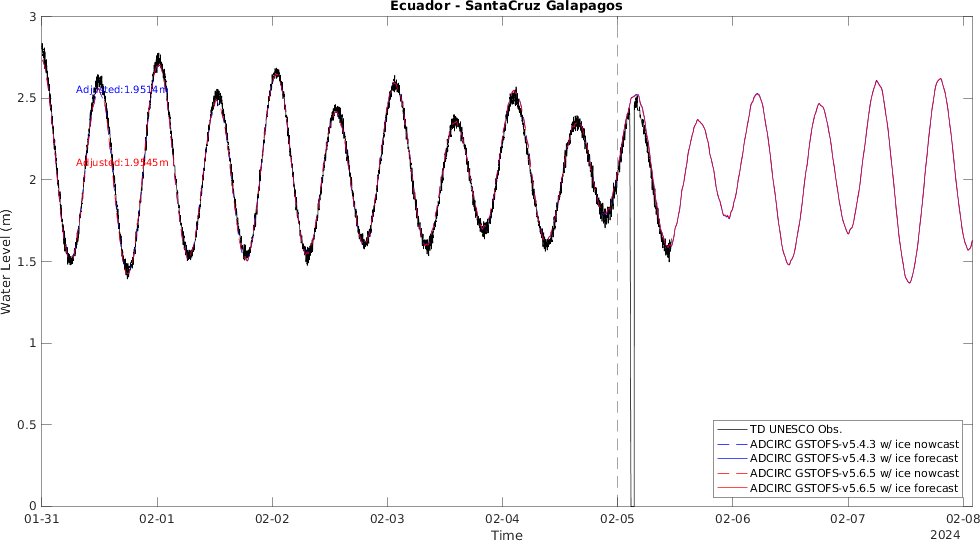 Ecuador - SantaCruz Galapagos
3
2.5
2
1.5
1
0.5
0
Water Level (m)
Adjusted:1.9514m
Adjusted:1.9545m
TD UNESCO Obs.
ADCIRC GSTOFS-v5.4.3 w/ ice nowcast
ADCIRC GSTOFS-v5.4.3 w/ ice forecast
ADCIRC GSTOFS-v5.6.5 w/ ice nowcast
ADCIRC GSTOFS-v5.6.5 w/ ice forecast
01-31 02-01 02-02 02-03 02-04 02-05 02-06 02-07 02-08
Time
2024